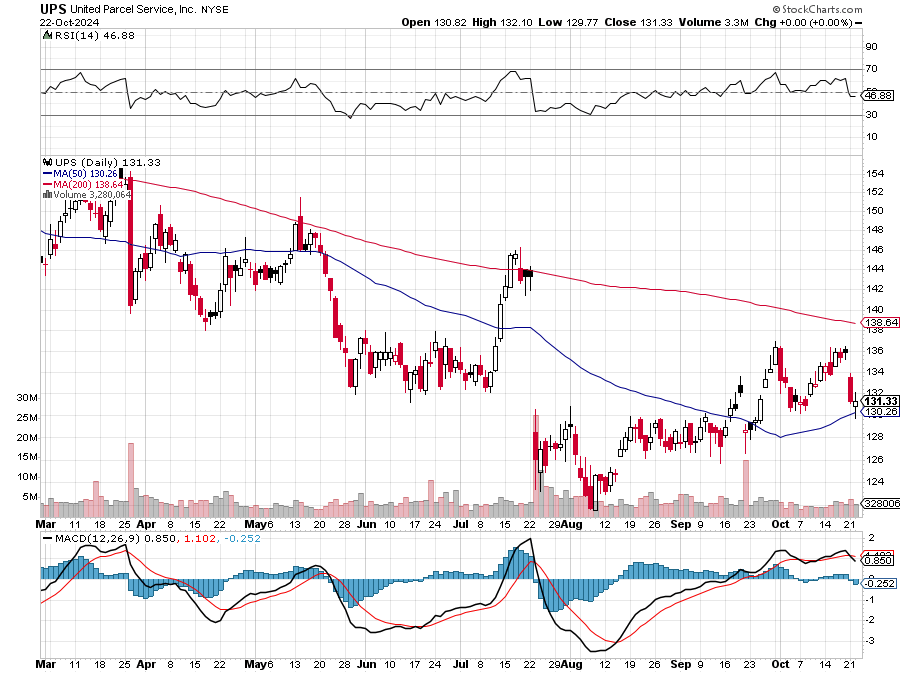 UPS United Parcel Service, Inc. NYSE © StockCharts.com
22-Oct-2024 Open 130.82 High 132.10 Low 129.77 Close 131.33 Volume 3.3M Chg +0.00 (+0.00%)
RSI(14) 46.88
90
70
50
46.88
30
10
UPS (Daily) 131.33
MA(50) 130.26
MA(200) 138.64
Volume 3,280,064
154
152
150
148
146
144
142
140
138.64
138
136
134
132
131.33
130.26
128
126
124
328006
30M
25M
20M
15M
10M
5M
Mar 11 18 25 Apr 8 15 22 May 6 13 20 28 Jun 10 17 24 Jul 8 15 22 29 Aug 12 19 26 Sep 9 16 23 Oct 7 14 21
MACD(12,26,9) 0.850, 1.102, -0.252
2
1.102
0.850
0
-0.252
-1
-2
-3
Mar 11 18 25 Apr 8 15 22 May 6 13 20 28 Jun 10 17 24 Jul 8 15 22 29 Aug 12 19 26 Sep 9 16 23 Oct 7 14 21